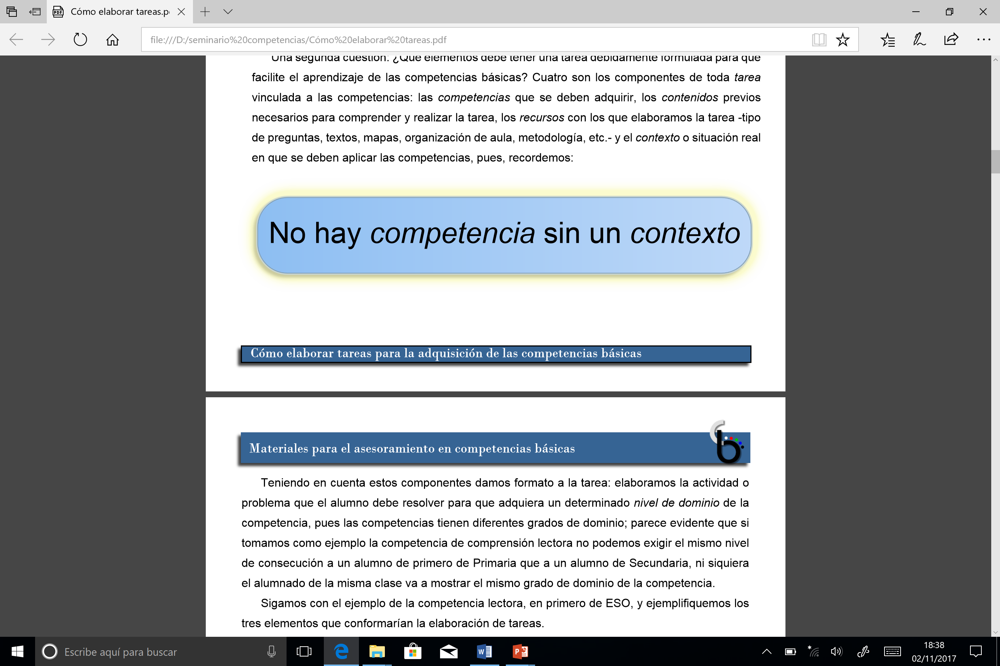 Cómo elaborar tareas.p
file:///D:/seminario%20competencias/Cómo%20elaborar%20tareas.pdf
Una segunda cuestión: ¿Qué elementos debe tener una tarea debidamente formulada para que
facilite el aprendizaje de las competencias básicas? Cuatro son los componentes de toda tarea
vinculada a las competencias: las competencias que se deben adquirir, los contenidos previos
necesarios para comprender y realizar la tarea, los recursos con los que elaboramos la tarea -tipo
de preguntas, textos, mapas, organización de aula, metodología, etc.- y el contexto o situación real
en que se deben aplicar las competencias, pues, recordemos:
No hay competencia sin un contexto
Cómo elaborar tareas para la adquisición de las competencias básicas
Materiales para el asesoramiento en competencias básicas
Teniendo en cuenta estos componentes damos formato a la tarea: elaboramos la actividad o
problema que el alumno debe resolver para que adquiera un determinado nivel de dominio de la
competencia, pues las competencias tienen diferentes grados de dominio; parece evidente que si
tomamos como ejemplo la competencia de comprensión lectora no podemos exigir el mismo nivel
de consecución a un alumno de primero de Primaria que a un alumno de Secundaria, ni siquiera
el alumnado de la misma clase va a mostrar el mismo grado de dominio de la competencia.
Sigamos con el ejemplo de la competencia lectora, en primero de ESO, y ejemplifiquemos los
tres elementos que conformarían la elaboración de tareas.
Escribe aquí para buscar
18:38
02/11/2017